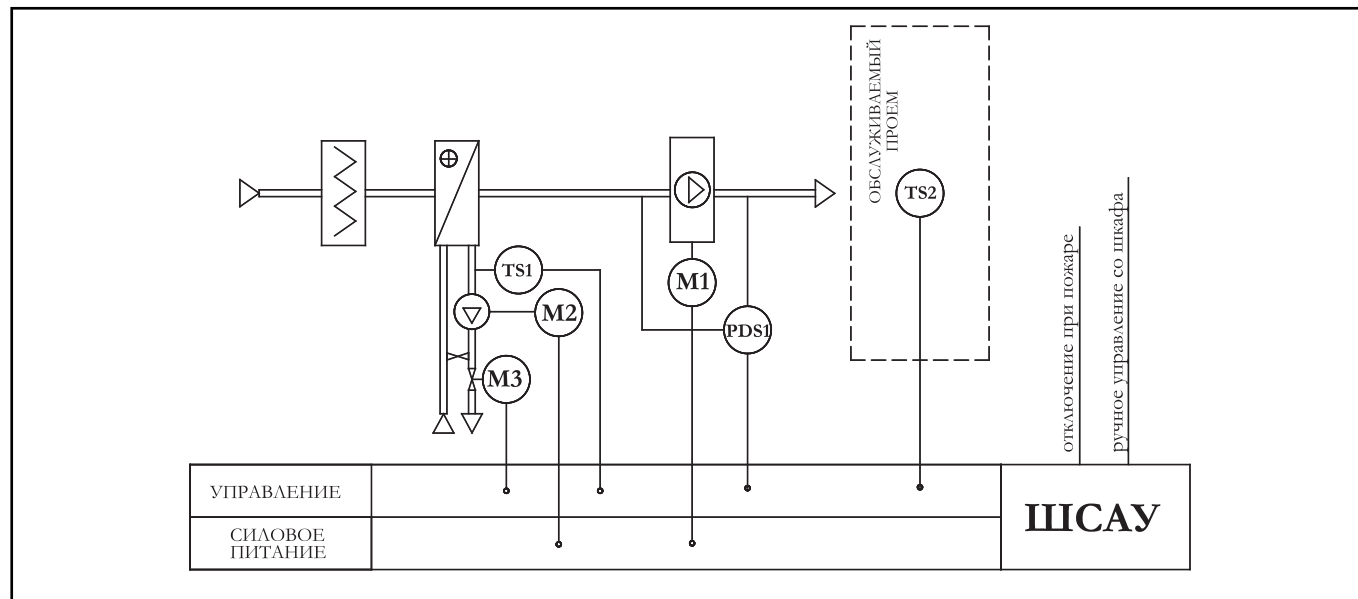 ОБСЛУЖИВАЕМЫЙ
ПРОЕМ
TS2
TS1
M1
M2
PDS1
M3
отключение при пожаре
ручное управление со шкафа
УПРАВЛЕНИЕ
СИЛОВОЕ
ПИТАНИЕ
ШСАУ